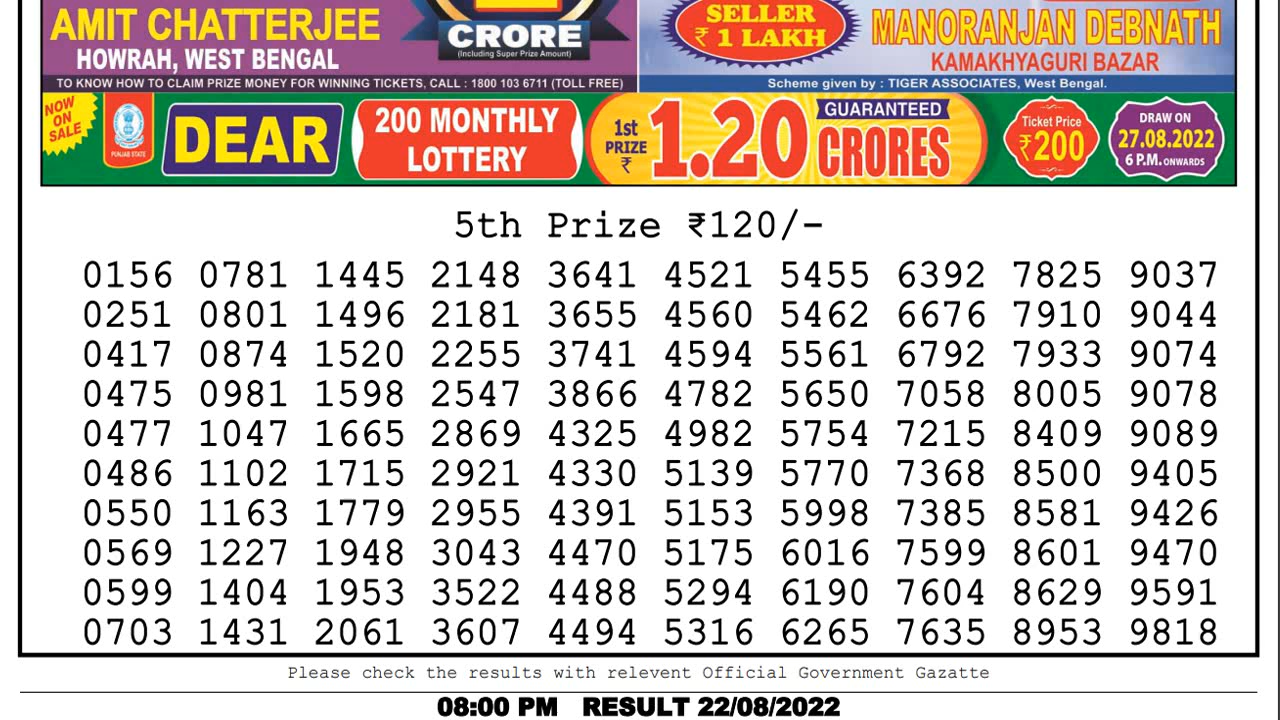 AMIT CHATTERJEE
HOWRAH, WEST BENGAL
CRORE
(Including Super Prize Amount)
SELLER
₹ 1 LAKH
MANORANJAN DEBNATH
KAMAKHYAGURI BAZAR
TO KNOW HOW TO CLAIM PRIZE MONEY FOR WINNING TICKETS, CALL : 1800 103 6711 (TOLL FREE)
Scheme given by : TIGER ASSOCIATES, West Bengal.
NOW
ON
SALE
PUNJAB STATE
DEAR
200 MONTHLY
LOTTERY
1st
PRIZE
₹
1.20
GUARANTEED
CRORES
Ticket Price
₹200
DRAW ON
27.08.2022
6 P.M. ONWARDS
5th Prize ₹120/-
0156 0781 1445 2148 3641 4521 5455 6392 7825 9037
0251 0801 1496 2181 3655 4560 5462 6676 7910 9044
0417 0874 1520 2255 3741 4594 5561 6792 7933 9074
0475 0981 1598 2547 3866 4782 5650 7058 8005 9078
0477 1047 1665 2869 4325 4982 5754 7215 8409 9089
0486 1102 1715 2921 4330 5139 5770 7368 8500 9405
0550 1163 1779 2955 4391 5153 5998 7385 8581 9426
0569 1227 1948 3043 4470 5175 6016 7599 8601 9470
0599 1404 1953 3522 4488 5294 6190 7604 8629 9591
0703 1431 2061 3607 4494 5316 6265 7635 8953 9818
Please check the results with relevent Official Government Gazatte
08:00 PM RESULT 22/08/2022